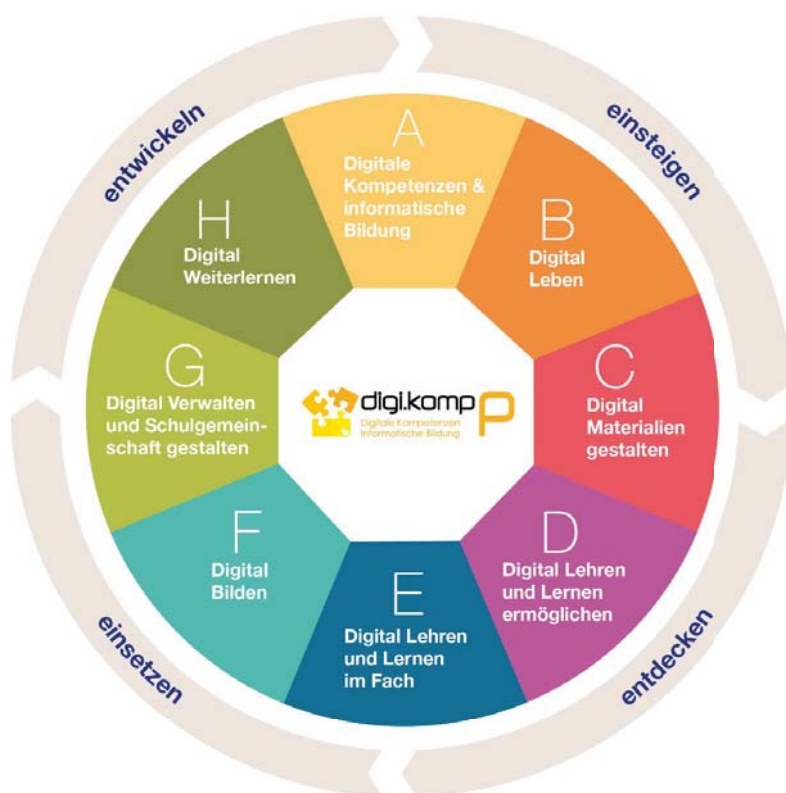 entwickeln
einsteigen
A
Digitale
Kompetenzen &
informatische
Bildung
B
Digital
Leben
C
Digital
Materialien
gestalten
D
Digital Lehren
und Lernen
ermöglichen
E
Digital Lehren
und Lernen
im Fach
F
Digital
Bilden
G
Digital Verwalten
und Schulgemein-
schaft gestalten
H
Digital
Weiterlernen
digi.komp P
Digitale Kompetenzen
Informatische Bildung
entdecken
einsetzen